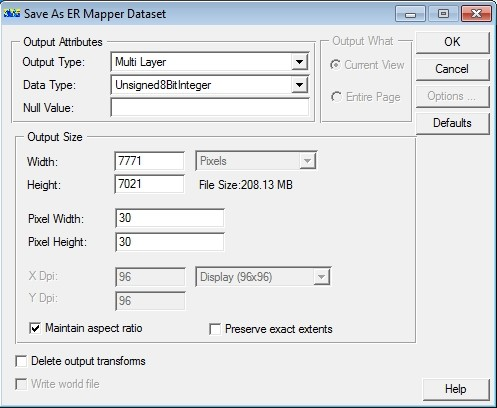 Save As ER Mapper Dataset
Output Attributes
Output Type: Multi Layer
Data Type: Unsigned8BitInteger
Null Value:
Output What
Current View
Entire Page
OK
Cancel
Options ...
Defaults
Output Size
Width: 7771 Pixels
Height: 7021 File Size:208.13 MB
Pixel Width: 30
Pixel Height: 30
X Dpi: 96 Display (96x96)
Y Dpi: 96
Maintain aspect ratio Preserve exact extents
Delete output transforms
Write world file
Help